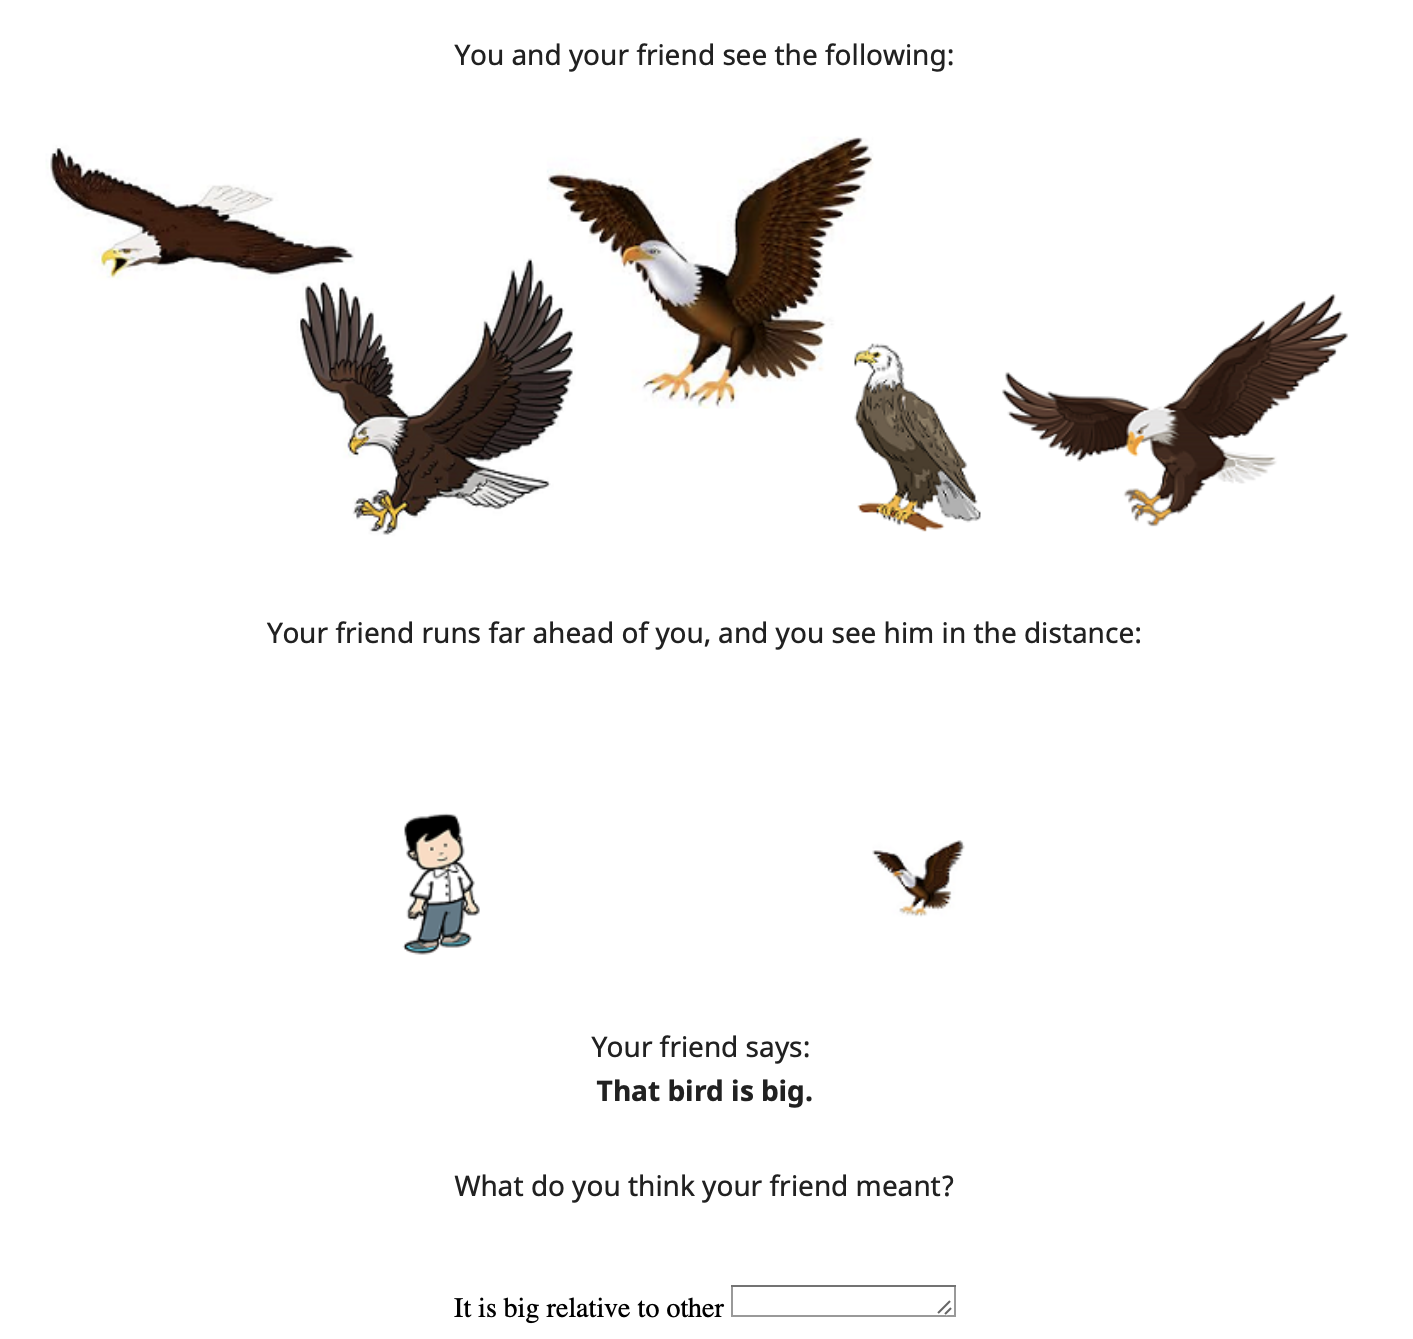 You and your friend see the following:
Your friend runs far ahead of you, and you see him in the distance:
Your friend says:
That bird is big.
What do you think your friend meant?
It is big relative to other